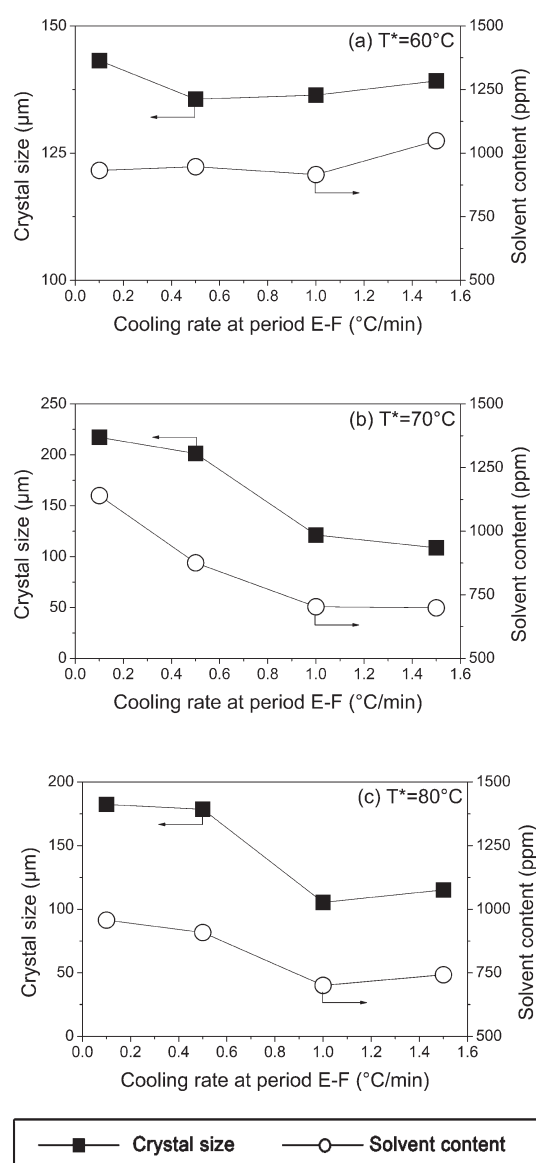 (a) T*=60°C
150
125
100
Crystal size (µm)
1500
1250
1000
750
500
Solvent content (ppm)
0.0 0.2 0.4 0.6 0.8 1.0 1.2 1.4 1.6
Cooling rate at period E-F (°C/min)
(b) T*=70°C
250
200
150
100
50
0
Crystal size (µm)
1500
1250
1000
750
500
Solvent content (ppm)
0.0 0.2 0.4 0.6 0.8 1.0 1.2 1.4 1.6
Cooling rate at period E-F (°C/min)
(c) T*=80°C
200
150
100
50
0
Crystal size (µm)
1500
1250
1000
750
500
Solvent content (ppm)
0.0 0.2 0.4 0.6 0.8 1.0 1.2 1.4 1.6
Cooling rate at period E-F (°C/min)
Crystal size Solvent content